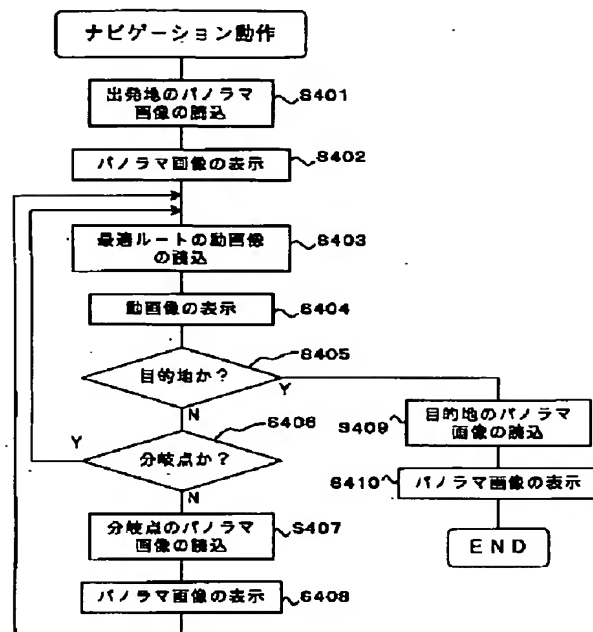 ナビゲーション動作
出発地のパノラマ
画像の読込
S401
パノラマ画像の表示
S402
最適ルートの動画像
の読込
S403
動画像の表示
S404
S405
目的地か?
Y
N
S406
Y
分岐点か?
N
分岐点のパノラマ
画像の読込
S407
パノラマ画像の表示
S408
S409
目的地のパノラマ
画像の読込
S410
パノラマ画像の表示
END